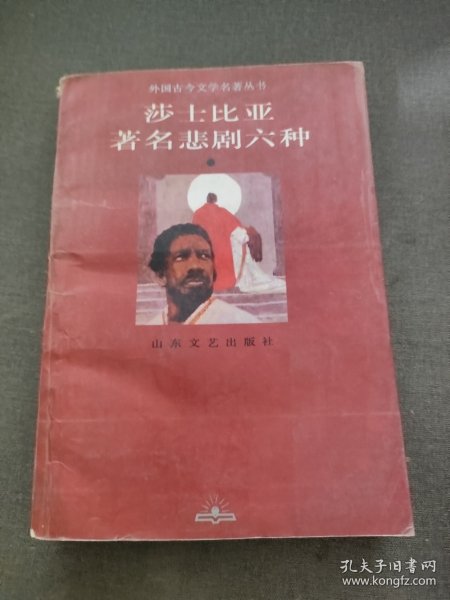 外国古今文学名著丛书
莎士比亚
著名悲剧六种
山东文艺出版社
孔夫子旧书网
www.kongfz.com